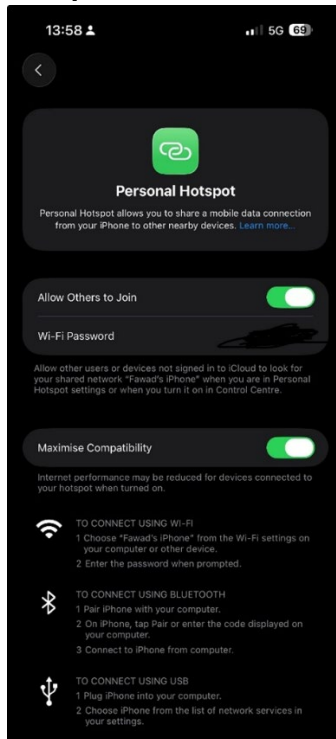 13:58
5G 69
Personal Hotspot
Personal Hotspot allows you to share a mobile data connection
from your iPhone to other nearby devices. Learn more...
Allow Others to Join
Wi-Fi Password
Allow other users or devices not signed in to iCloud to look for
your shared network “Fawad's iPhone” when you are in Personal
Hotspot settings or when you turn it on in Control Centre.
Maximise Compatibility
Internet performance may be reduced for devices connected to
your hotspot when turned on.
TO CONNECT USING WI-FI
1 Choose “Fawad's iPhone” from the Wi-Fi settings on
your computer or other device.
2 Enter the password when prompted.
TO CONNECT USING BLUETOOTH
1 Pair iPhone with your computer.
2 On iPhone, tap Pair or enter the code displayed on
your computer.
3 Connect to iPhone from computer.
TO CONNECT USING USB
1 Plug iPhone into your computer.
2 Choose iPhone from the list of network services in
your settings.